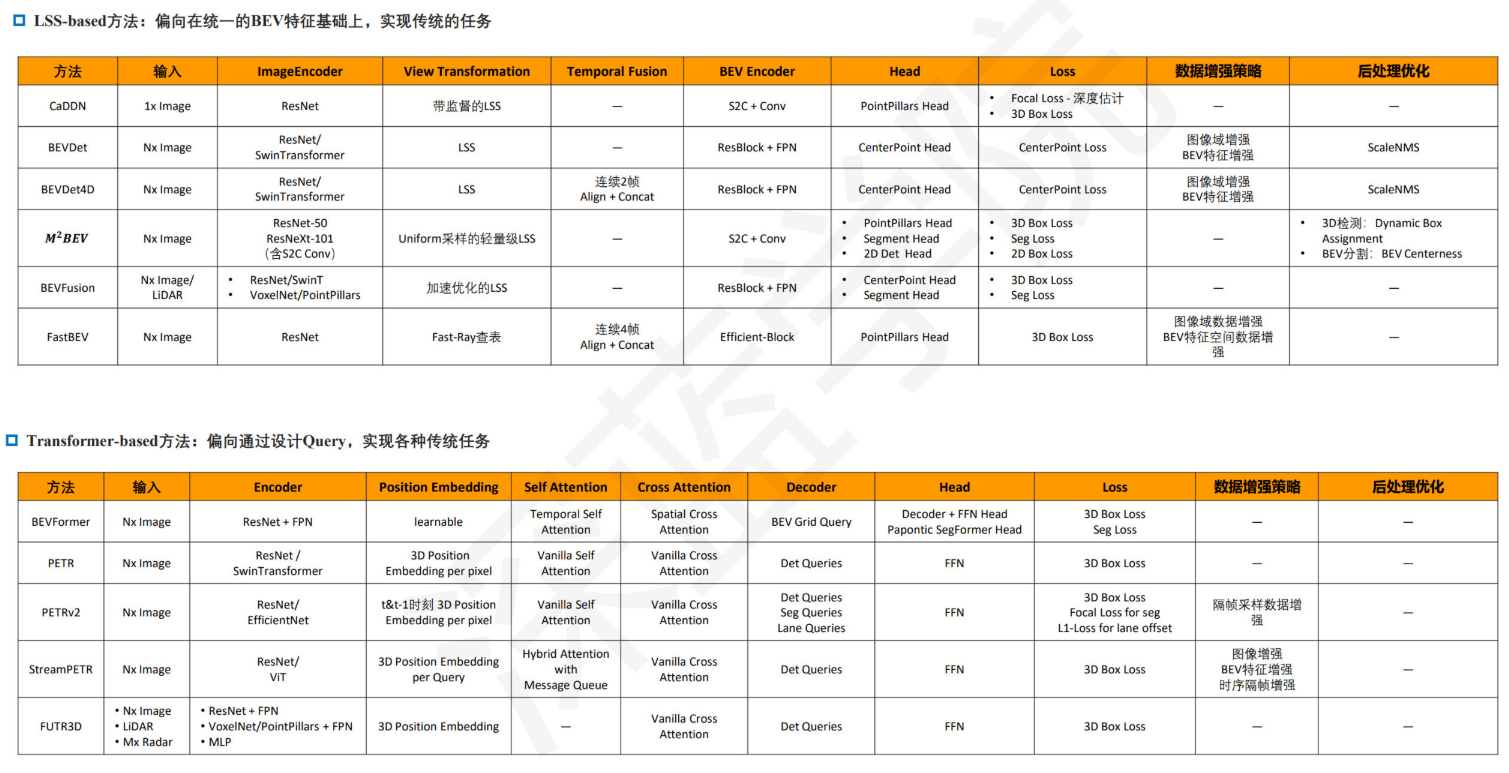 LSS-based方法：偏向在统一的BEV特征基础上，实现传统的任务
方法 输入 ImageEncoder View Transformation Temporal Fusion BEV Encoder Head Loss 数据增强策略 后处理优化
CaDDN 1x Image ResNet 带监督的LSS — S2C + Conv PointPillars Head • Focal Loss - 深度估计 — —
• 3D Box Loss
BEVDet Nx Image ResNet/ LSS — ResBlock + FPN CenterPoint Head CenterPoint Loss 图像域增强 ScaleNMS
SwinTransformer BEV特征增强
BEVDet4D Nx Image ResNet/ LSS 连续2帧 ResBlock + FPN CenterPoint Head CenterPoint Loss 图像域增强 ScaleNMS
SwinTransformer Align + Concat BEV特征增强
ResNet-50 • PointPillars Head • 3D Box Loss • 3D检测：Dynamic Box
M²BEV Nx Image ResNeXt-101 Uniform采样的轻量级LSS — S2C + Conv • Segment Head • Seg Loss — Assignment
（含S2C Conv） • 2D Det Head • 2D Box Loss • BEV分割：BEV Centerness
BEVFusion Nx Image/ • ResNet/SwinT 加速优化的LSS — ResBlock + FPN • CenterPoint Head • 3D Box Loss — —
LiDAR • VoxelNet/PointPillars • Segment Head • Seg Loss
FastBEV Nx Image ResNet Fast-Ray查表 连续4帧 Efficient-Block PointPillars Head 3D Box Loss 图像域数据增强 —
Align + Concat BEV特征空间数据增
强
Transformer-based方法：偏向通过设计Query，实现各种传统任务
方法 输入 Encoder Position Embedding Self Attention Cross Attention Decoder Head Loss 数据增强策略 后处理优化
BEVFormer Nx Image ResNet + FPN learnable Temporal Self Spatial Cross BEV Grid Query Decoder + FFN Head 3D Box Loss — —
Attention Attention Papontic SegFormer Head Seg Loss
PETR Nx Image ResNet / 3D Position Vanilla Self Vanilla Cross Det Queries FFN 3D Box Loss — —
SwinTransformer Embedding per pixel Attention Attention
PETRv2 Nx Image ResNet/ t&t-1时刻 3D Position Vanilla Self Vanilla Cross Det Queries FFN 3D Box Loss 隔帧采样数据增 —
EfficientNet Embedding per pixel Attention Attention Seg Queries Focal Loss for seg 强
Lane Queries L1-Loss for lane offset
StreamPETR Nx Image ResNet/ 3D Position Embedding Hybrid Attention Vanilla Cross Det Queries FFN 3D Box Loss 图像增强 —
ViT per Query with Attention BEV特征增强
Message Queue 时序隔帧增强
FUTR3D • Nx Image • ResNet + FPN 3D Position Embedding — Vanilla Cross Det Queries FFN 3D Box Loss — —
• LiDAR • VoxelNet/PointPillars + FPN Attention
• Mx Radar • MLP
深蓝学院